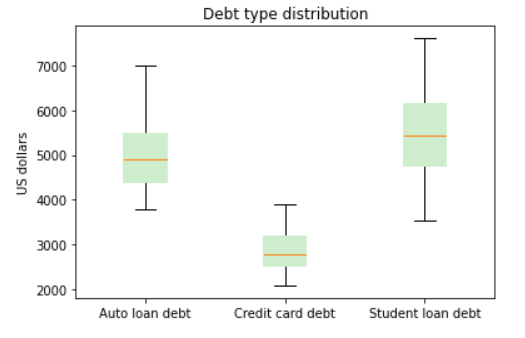 Debt type distribution
US dollars
7000
6000
5000
4000
3000
2000
Auto loan debt
Credit card debt
Student loan debt